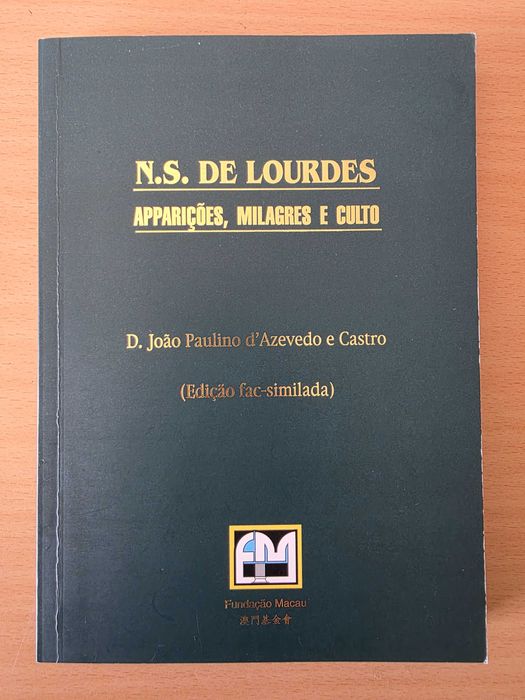 N.S. DE LOURDES
APPARIÇÕES, MILAGRES E CULTO
D. João Paulino d'Azevedo e Castro
(Edição fac-similada)
FM
Fundação Macau
澳門基金會